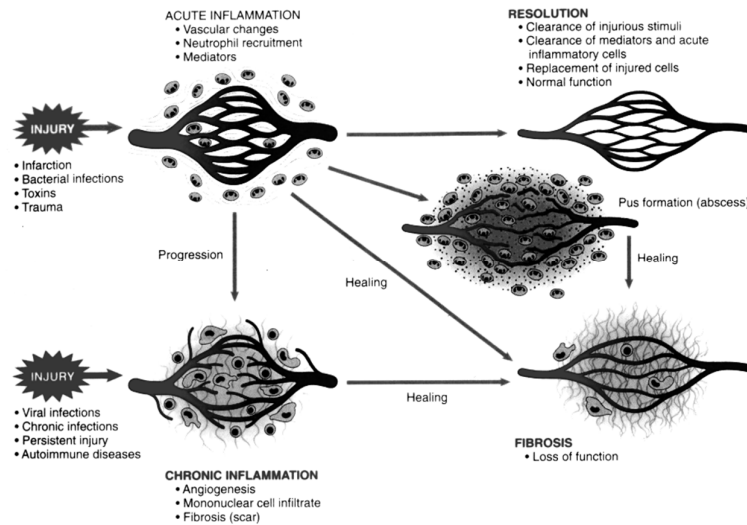 ACUTE INFLAMMATION
• Vascular changes
• Neutrophil recruitment
• Mediators
RESOLUTION
• Clearance of injurious stimuli
• Clearance of mediators and acute
inflammatory cells
• Replacement of injured cells
• Normal function
INJURY
• Infarction
• Bacterial infections
• Toxins
• Trauma
Pus formation (abscess)
Progression
Healing
Healing
INJURY
• Viral infections
• Chronic infections
• Persistent injury
• Autoimmune diseases
Healing
FIBROSIS
• Loss of function
CHRONIC INFLAMMATION
• Angiogenesis
• Mononuclear cell infiltrate
• Fibrosis (scar)